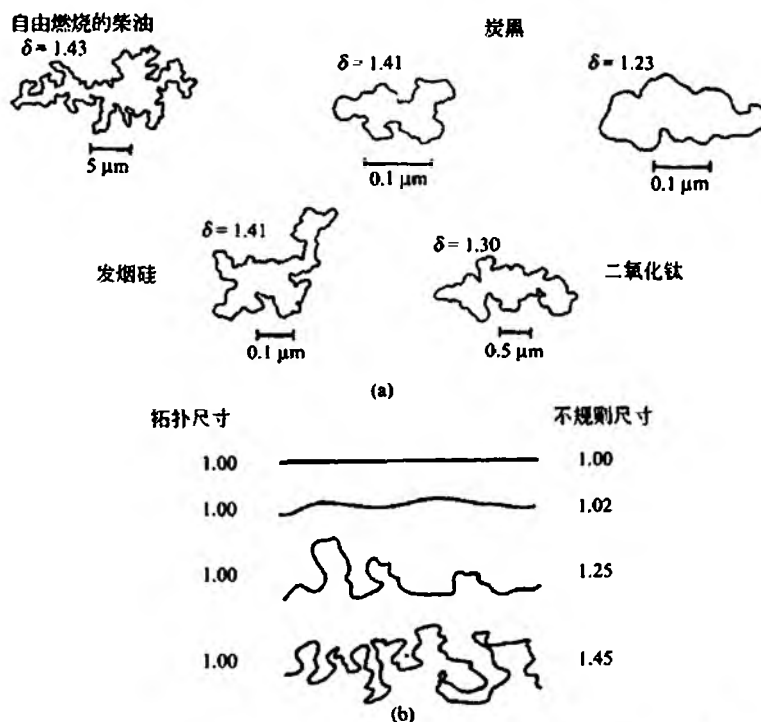 自由燃烧的柴油
δ = 1.43
5 μm
炭黑
δ = 1.41
0.1 μm
δ = 1.23
0.1 μm
δ = 1.41
发烟硅
0.1 μm
δ = 1.30
二氧化钛
0.5 μm
(a)
拓扑尺寸 不规则尺寸
1.00 1.00
1.00 1.02
1.00 1.25
1.00 1.45
(b)